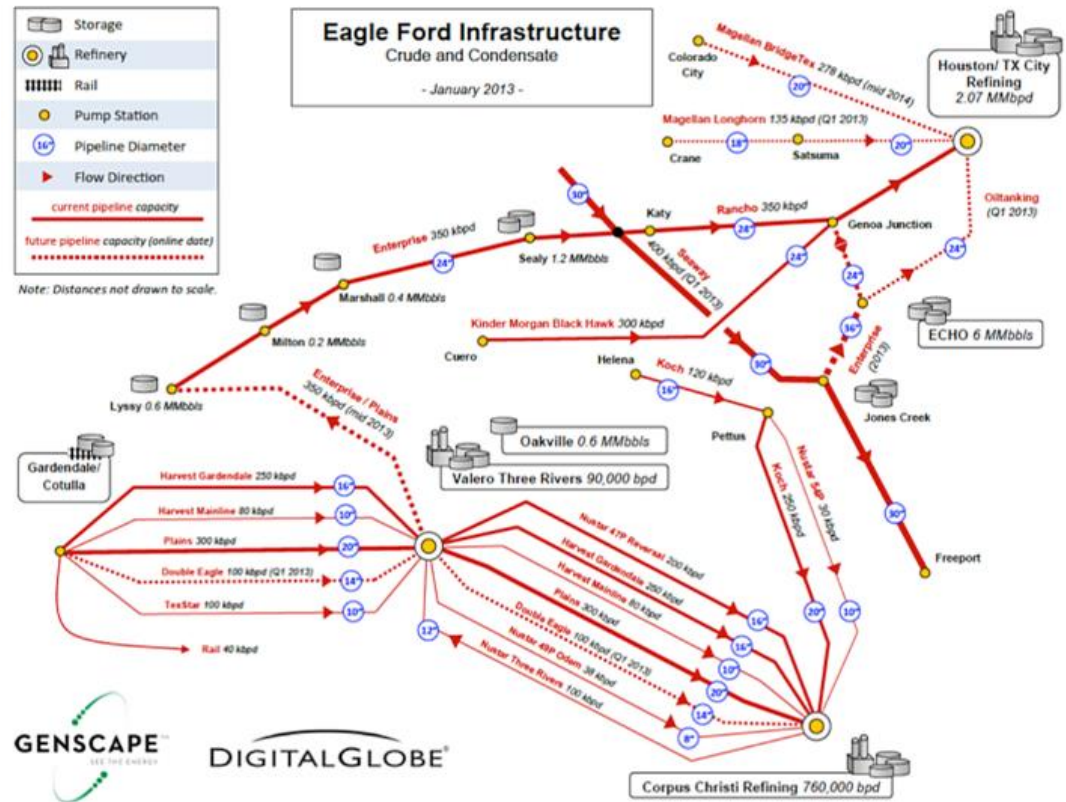 Storage
Refinery
Rail
Pump Station
16"
Pipeline Diameter
Flow Direction
current pipeline capacity
future pipeline capacity (online date)
Note: Distances not drawn to scale.
Eagle Ford Infrastructure
Crude and Condensate
- January 2013 -
Magellan BridgeTex 278 kbpd (mid 2014)
Colorado
City
20"
Houston/ TX City
Refining
2.07 MMbpd
Magellan Longhorn 135 kbpd (Q1 2013)
18"
20"
Crane
Satsuma
30"
Oiltanking
(Q1 2013)
Enterprise 350 kbpd
24"
Katy
Rancho 350 kbpd
24"
Genoa Junction
Sealy 1.2 MMbbls
Seaway
400 kbpd (Q1 2013)
24"
24"
24"
Marshall 0.4 MMbbls
Milton 0.2 MMbbls
Kinder Morgan Black Hawk 300 kbpd
Cuero
36"
Enterprise
(2013)
ECHO 6 MMbbls
Helena
30"
Koch 120 kbpd
16"
Jones Creek
Lyssy 0.6 MMbbls
Enterprise / Plains
350 kbpd (mid 2013)
Pettus
Oakville 0.6 MMbbls
Valero Three Rivers 90,000 bpd
Koch 250 kbpd
Nustar 54P 30 kbpd
30"
Freeport
Gardendale/
Cotulla
Harvest Gardendale 250 kbpd
16"
Harvest Mainline 80 kbpd
10"
Plains 300 kbpd
20"
Double Eagle 100 kbpd (Q1 2013)
14"
TexStar 100 kbpd
10"
Rail 40 kbpd
Nustar 47P Reversal 200 kbpd
16"
Harvest Gardendale 250 kbpd
16"
Harvest Mainline 80 kbpd
10"
Plains 300 kbpd
20"
Double Eagle 100 kbpd (Q1 2013)
14"
Nustar 49P Odem 38 kbpd
8"
Nustar Three Rivers 100 kbpd
12"
20"
10"
GENSCAPE
SEE THE ENERGY
DIGITALGLOBE®
Corpus Christi Refining 760,000 bpd